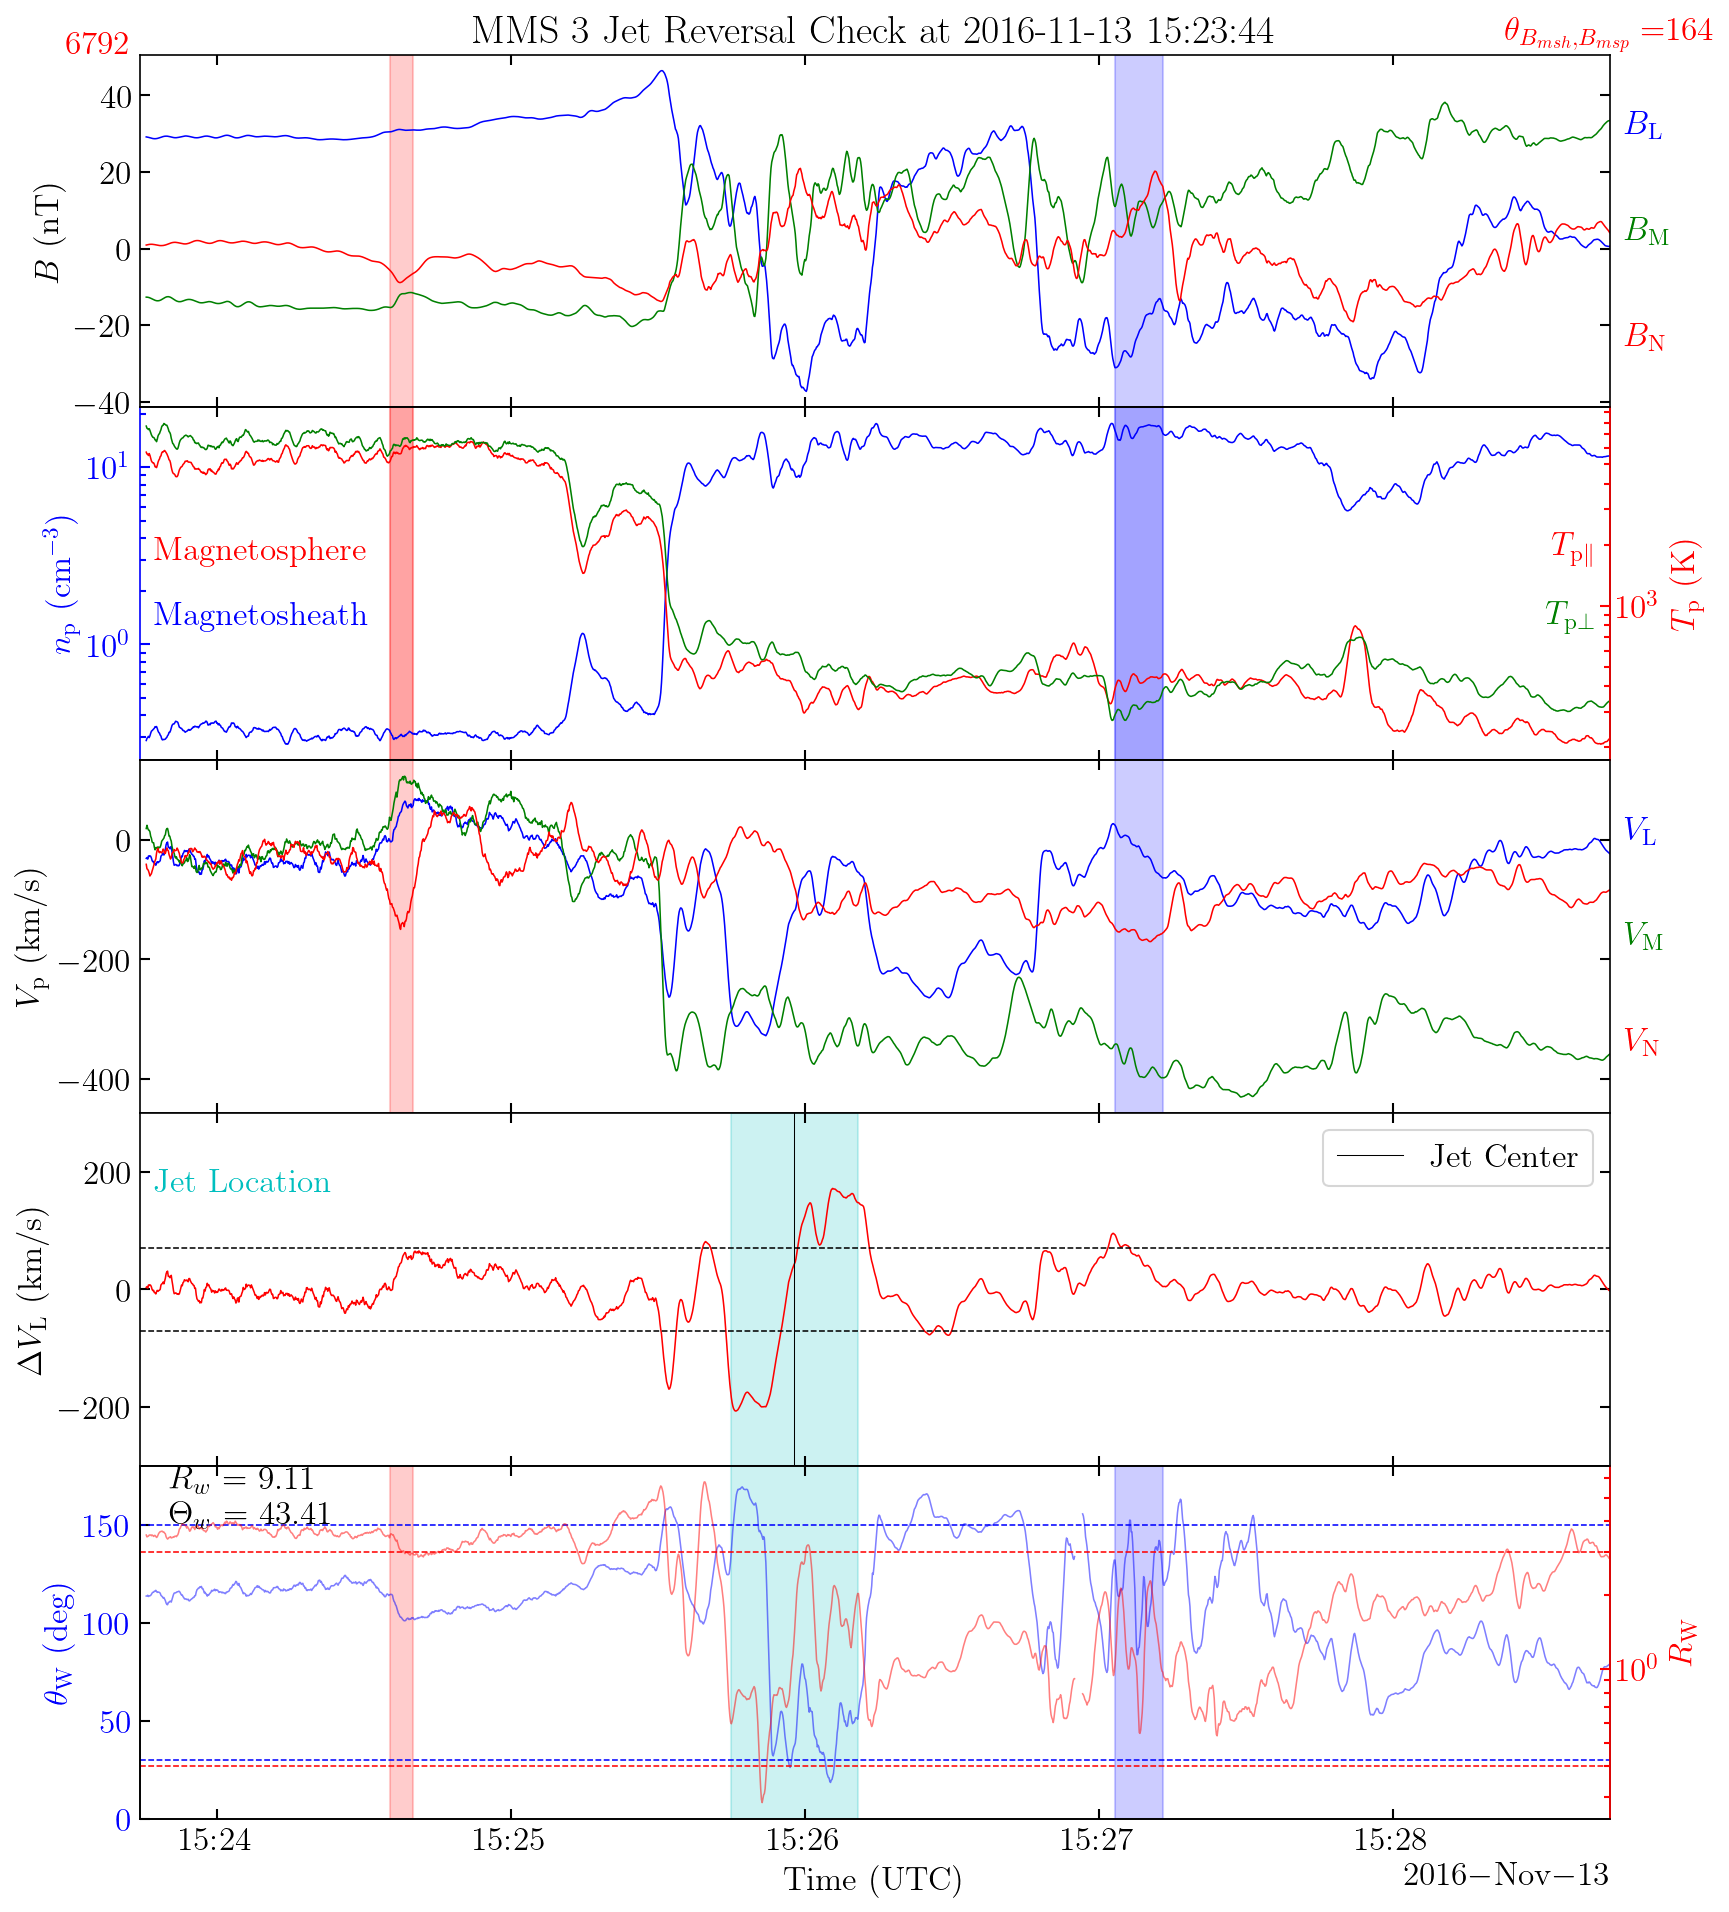 MMS 3 Jet Reversal Check at 2016-11-13 15:23:44
6792
θ_{B_{msh},B_{msp}} =164
40
20
0
−20
−40
B (nT)
B_L
B_M
B_N
10^1
10^0
n_p (cm^{−3})
Magnetosphere
Magnetosheath
T_{p∥}
T_{p⊥}
10^3
T_p (K)
0
−200
−400
V_p (km/s)
V_L
V_M
V_N
200
0
−200
ΔV_L (km/s)
Jet Location
Jet Center
R_w = 9.11
Θ_w = 43.41
150
100
50
0
θ_W (deg)
10^0
R_W
15:24
15:25
15:26
15:27
15:28
Time (UTC)
2016−Nov−13